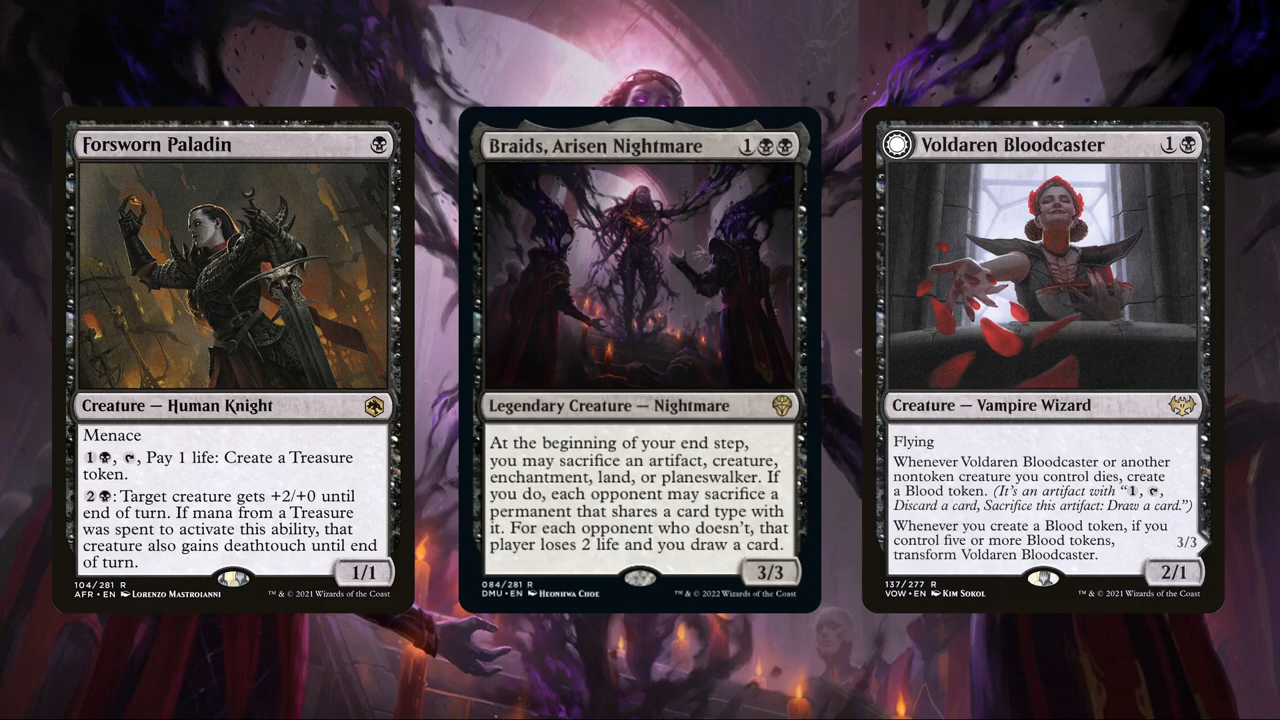 Forsworn Paladin
Creature — Human Knight
Menace
1, , Pay 1 life: Create a Treasure
token.
2: Target creature gets +2/+0 until
end of turn. If mana from a Treasure
was spent to activate this ability, that
creature also gains deathtouch until end
of turn.
1/1
104/281 R
AFR • EN Lorenzo Mastroianni
™ & © 2021 Wizards of the Coast
Braids, Arisen Nightmare 1
Legendary Creature — Nightmare
At the beginning of your end step,
you may sacrifice an artifact, creature,
enchantment, land, or planeswalker. If
you do, each opponent may sacrifice a
permanent that shares a card type with
it. For each opponent who doesn't, that
player loses 2 life and you draw a card.
3/3
084/281 R
DMU • EN Heonhwa Choe
™ & © 2022 Wizards of the Coast
Voldaren Bloodcaster 1
Creature — Vampire Wizard
Flying
Whenever Voldaren Bloodcaster or another
nontoken creature you control dies, create
a Blood token. (It's an artifact with "1, ,
Discard a card, Sacrifice this artifact: Draw a card.")
Whenever you create a Blood token, if you
control five or more Blood tokens,
transform Voldaren Bloodcaster.
3/3
2/1
137/277 R
VOW • EN Kim Sokol
™ & © 2021 Wizards of the Coast